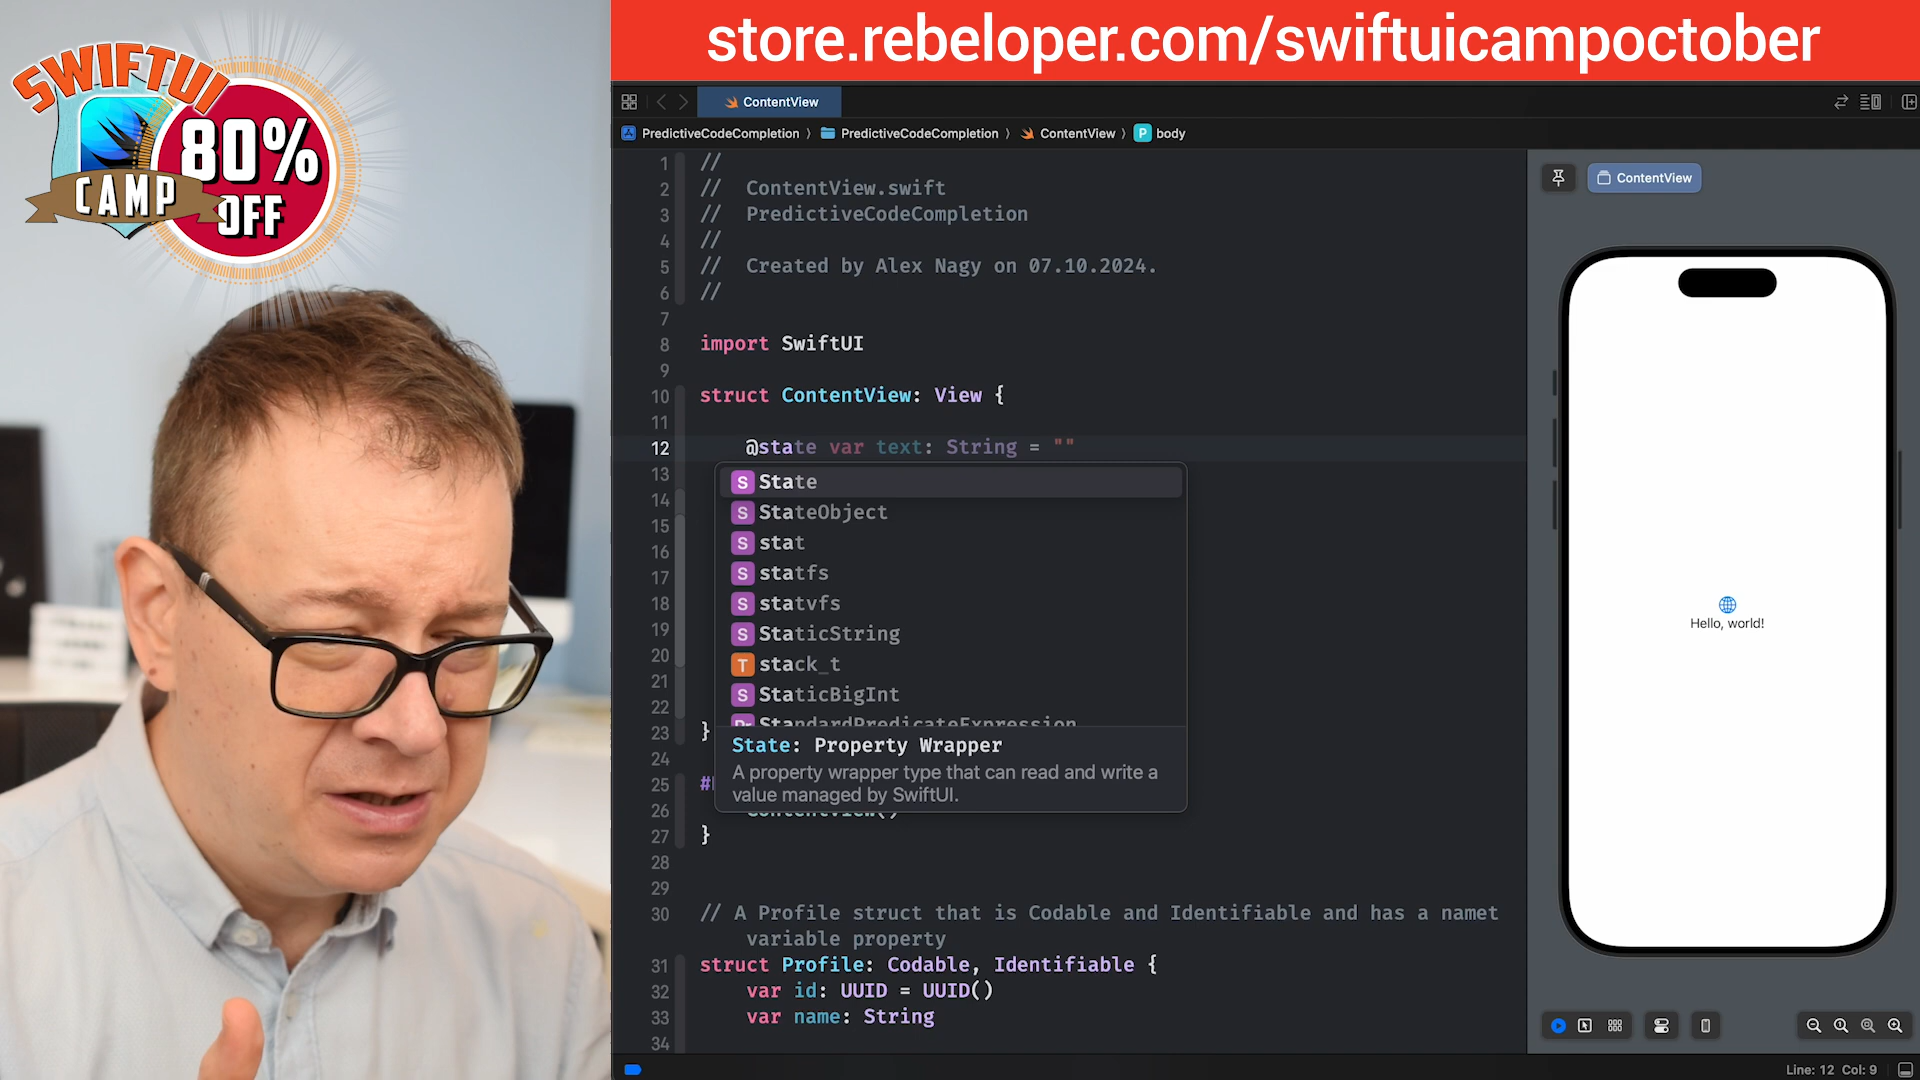 store.rebeloper.com/swiftuicampoctober
SWIFTUI
CAMP
80%
OFF
ContentView
PredictiveCodeCompletion
PredictiveCodeCompletion
ContentView
P body
1 //
2 // ContentView.swift
3 // PredictiveCodeCompletion
4 //
5 // Created by Alex Nagy on 07.10.2024.
6 //
7
8 import SwiftUI
9
10 struct ContentView: View {
11
12 @state var text: String = ""
13
14
15
16
17
18
19
20
21
22
23 }
24
25 #
26 ContentView()
27 }
28
29
30 // A Profile struct that is Codable and Identifiable and has a namet
variable property
31 struct Profile: Codable, Identifiable {
32 var id: UUID = UUID()
33 var name: String
34
S State
S StateObject
S stat
S statfs
S statvfs
S StaticString
T stack_t
S StaticBigInt
Pr StandardPredicateExpression
State: Property Wrapper
A property wrapper type that can read and write a
value managed by SwiftUI.
ContentView
Hello, world!
Line: 12 Col: 9